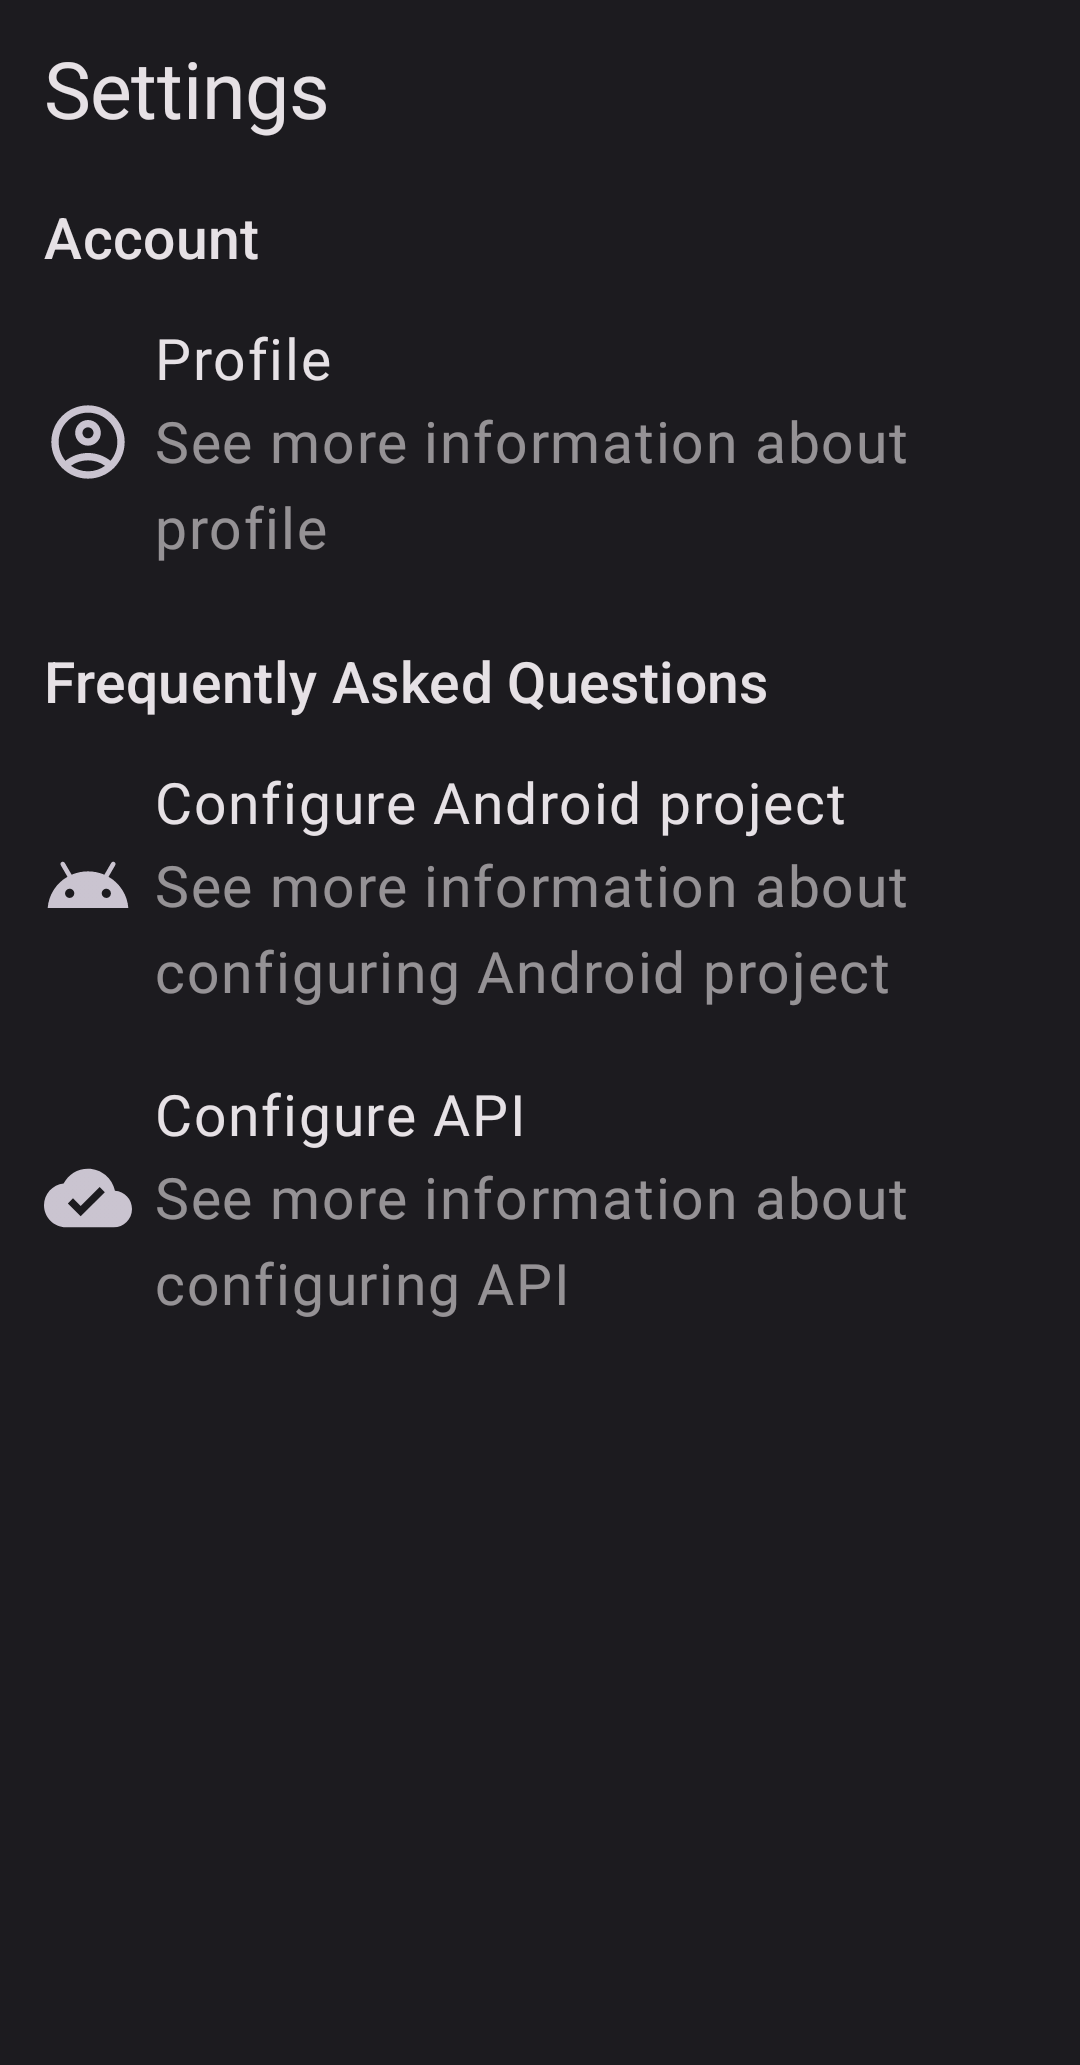 Settings
Account
Profile
See more information about
profile
Frequently Asked Questions
Configure Android project
See more information about
configuring Android project
Configure API
See more information about
configuring API